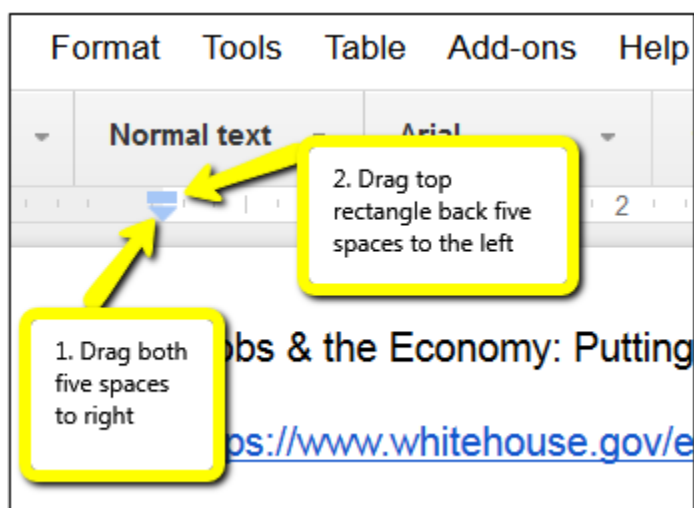 Format Tools Table Add-ons Help
Normal text Arial
2
2. Drag top
rectangle back five
spaces to the left
1. Drag both
five spaces
to right
obs & the Economy: Putting
ps://www.whitehouse.gov/e